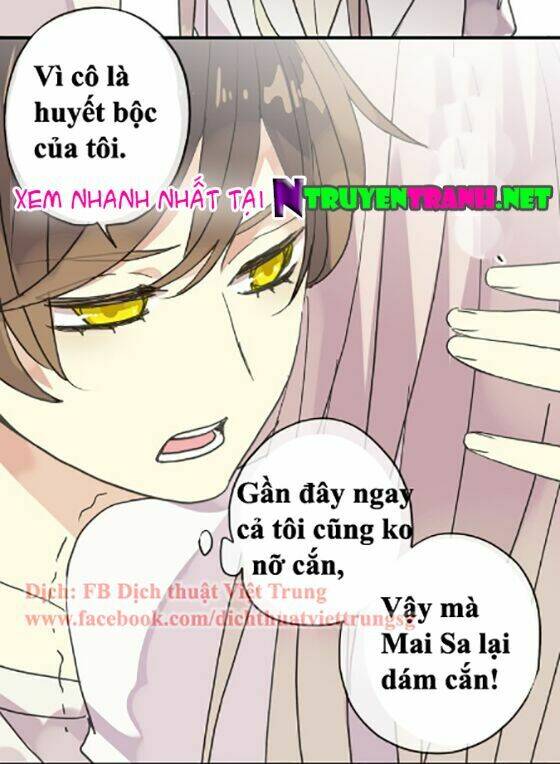 Vì cô là
huyết bộc
của tôi.
XEM NHANH NHẤT TẠI NTRUYENTRANH.NET
Gần đây ngay
cả tôi cũng ko
nỡ cắn,
Dịch: FB Dịch thuật Việt Trung
www.facebook.com/dichthuatviettrungsg
Vậy mà
Mai Sa lại
dám cắn!